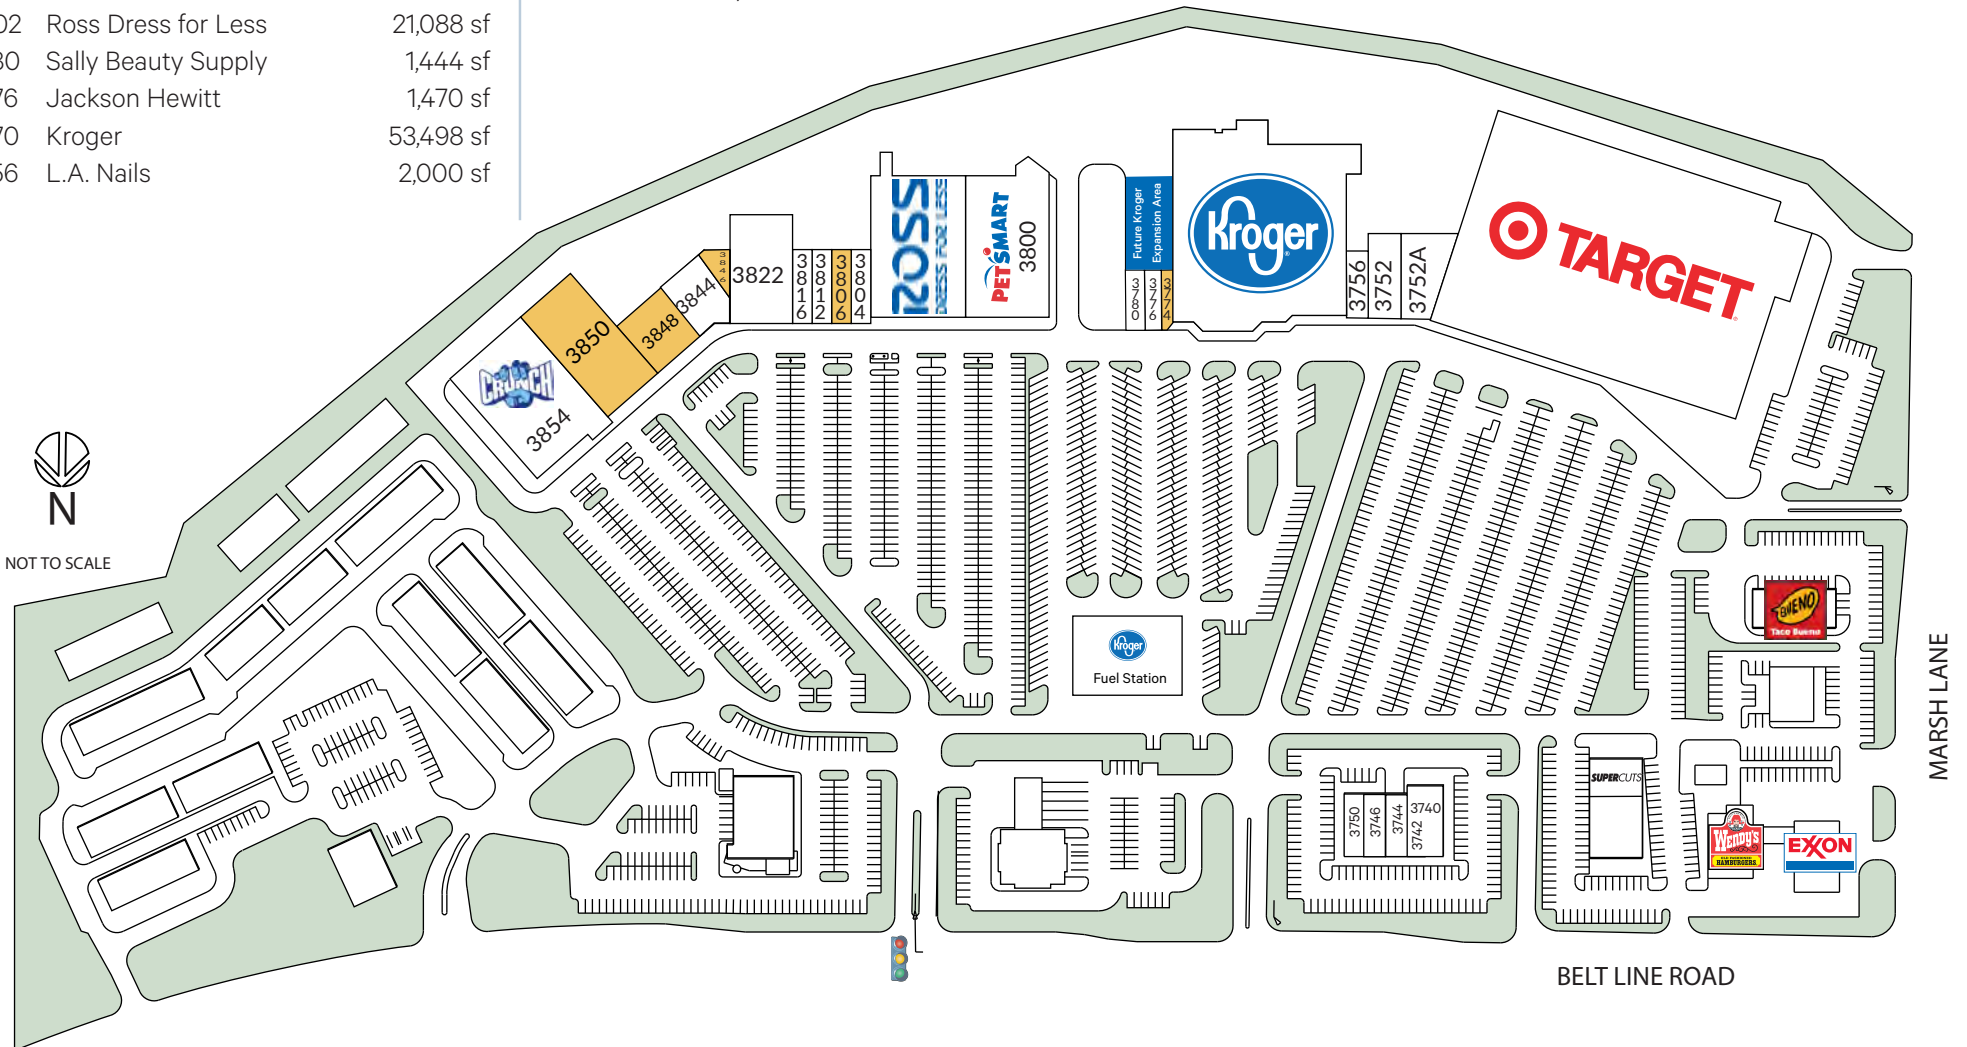 02 Ross Dress for Less 21,088 sf
80 Sally Beauty Supply 1,444 sf
76 Jackson Hewitt 1,470 sf
70 Kroger 53,498 sf
56 L.A. Nails 2,000 sf
N
NOT TO SCALE
CRUNCH
3854
3850
3848
3844
3822
3816
3812
3806
3804
ROSS
DRESS FOR LESS
PETSMART
3800
Future Kroger
Expansion Area
3780
3776
3774
Kroger
3756
3752
3752A
TARGET
Kroger
Fuel Station
BUENO
Taco Bueno
SUPERCUTS
3750
3746
3744
3742
3740
Wendy's
OLD FASHIONED
HAMBURGERS
EXXON
MARSH LANE
BELT LINE ROAD